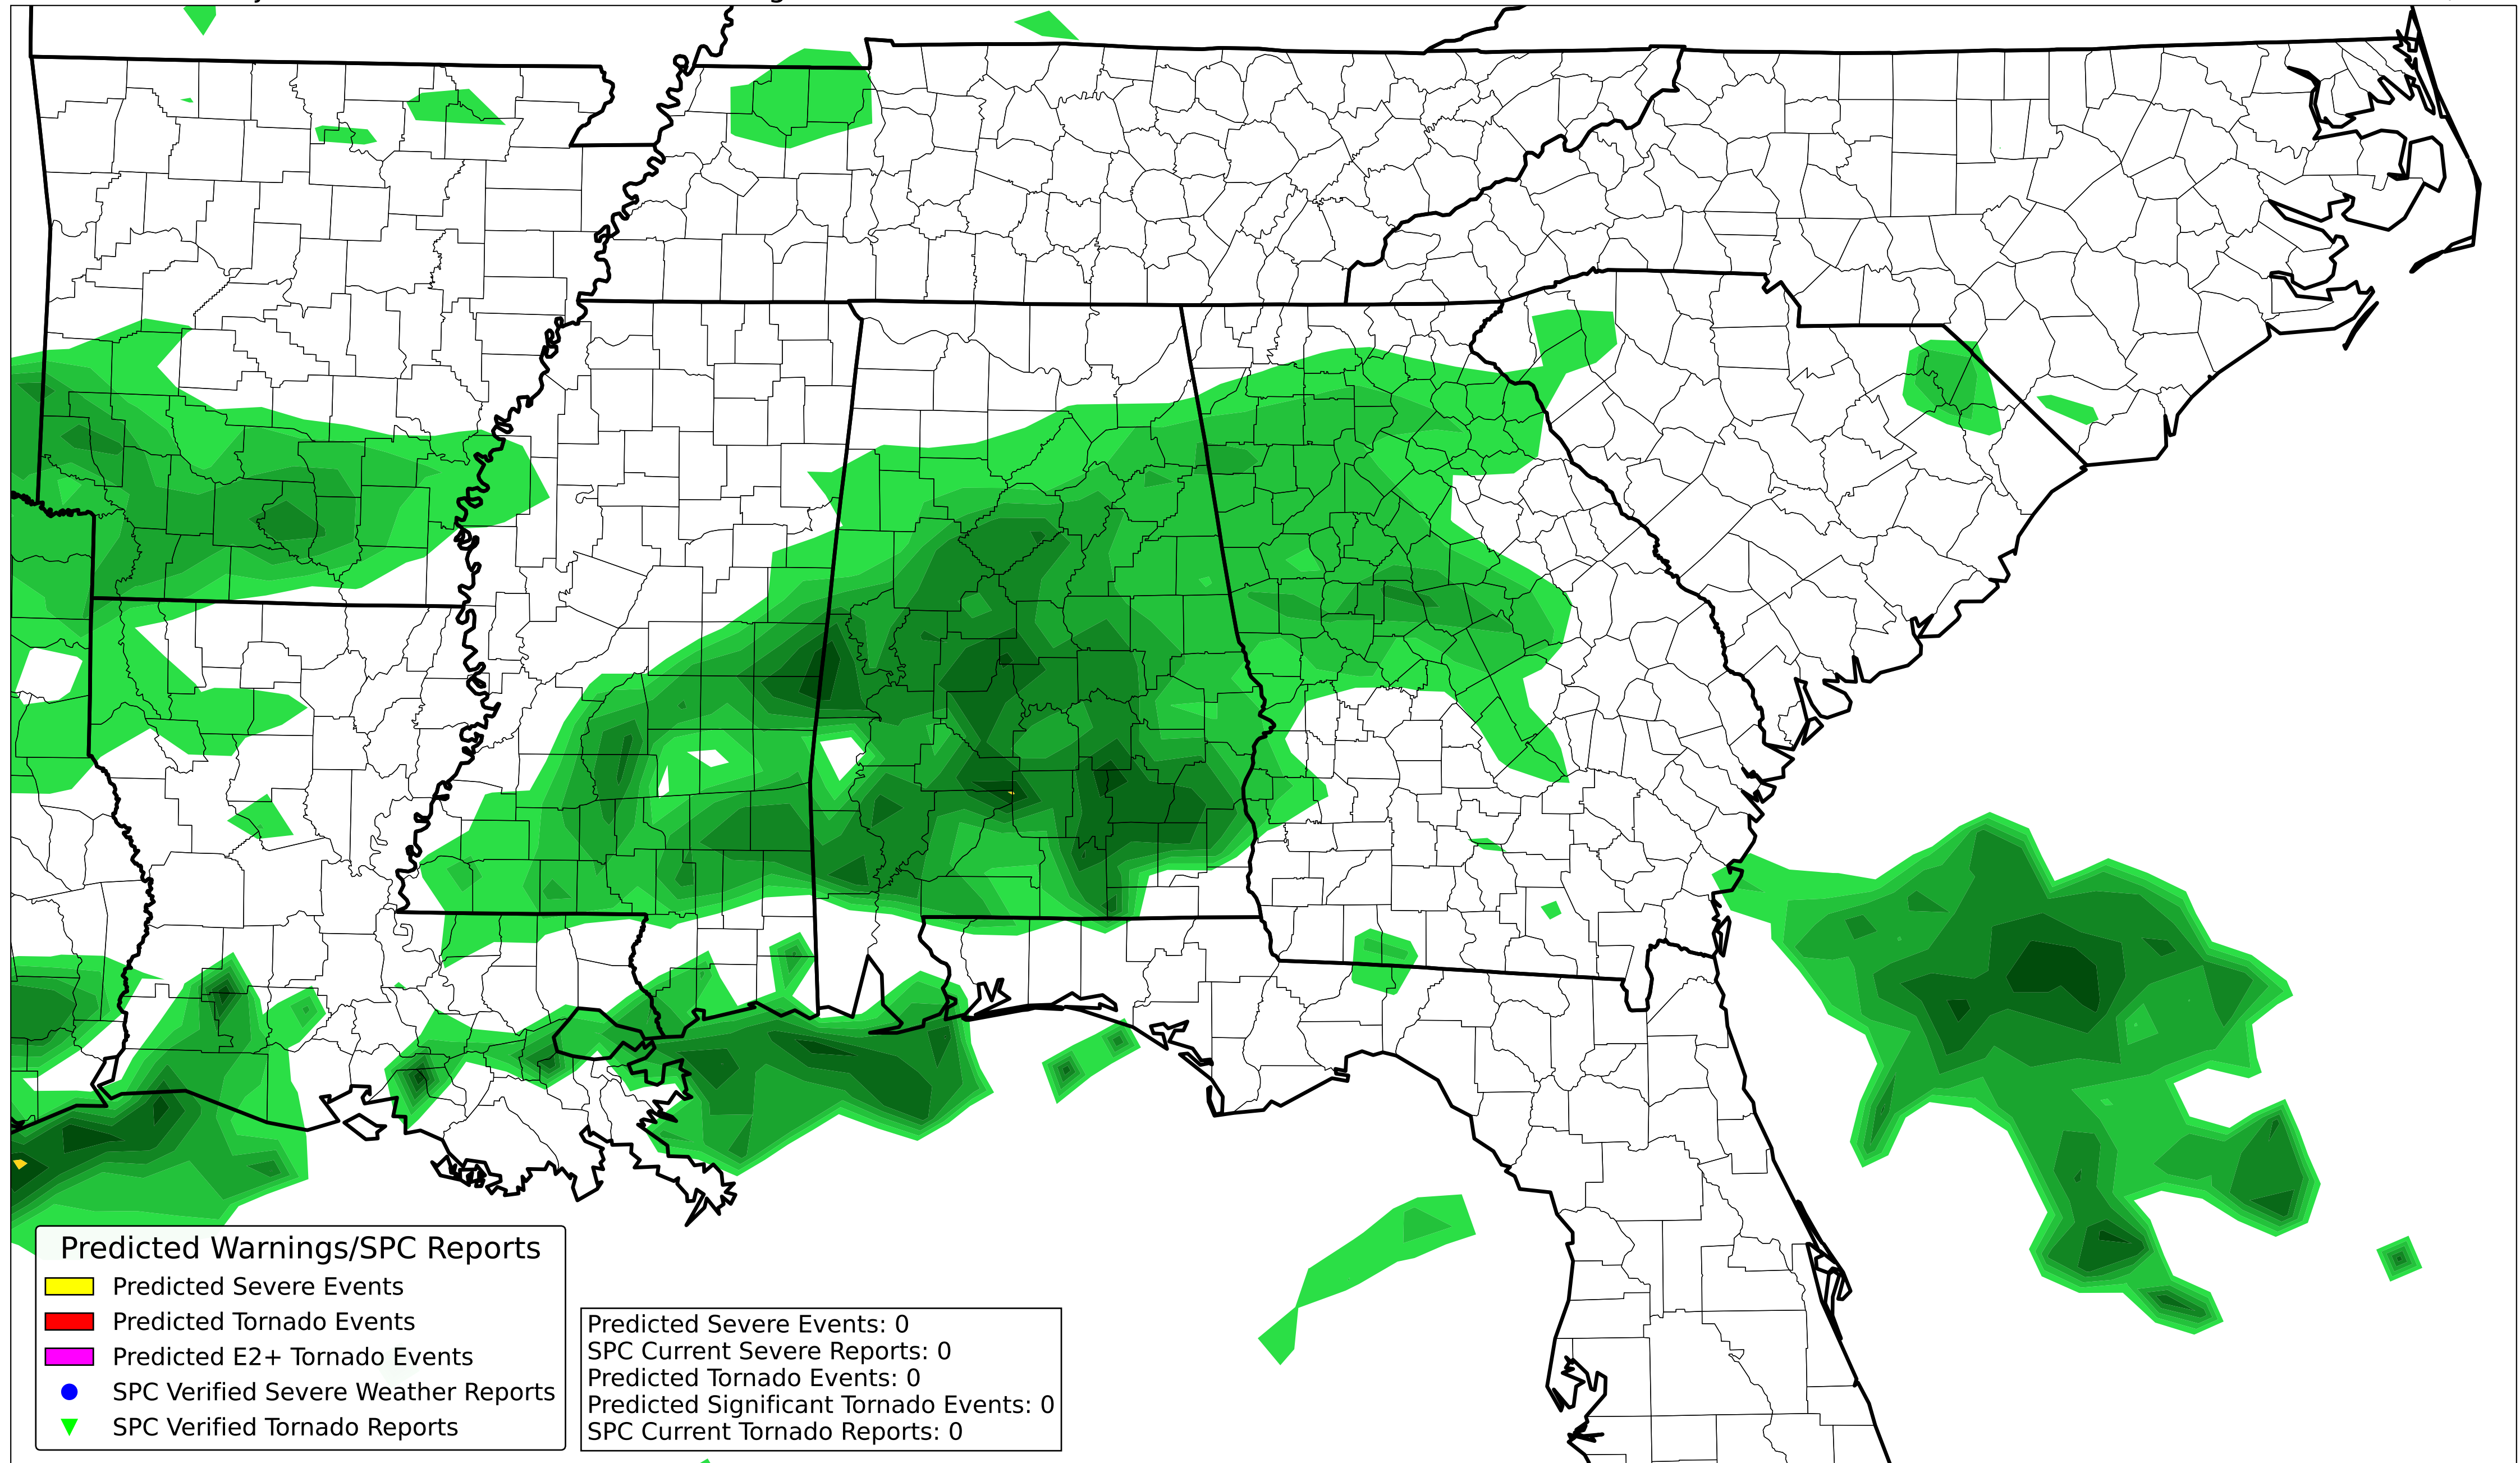 Predicted Warnings/SPC Reports
Predicted Severe Events
Predicted Tornado Events
Predicted E2+ Tornado Events
SPC Verified Severe Weather Reports
SPC Verified Tornado Reports
Predicted Severe Events: 0
SPC Current Severe Reports: 0
Predicted Tornado Events: 0
Predicted Significant Tornado Events: 0
SPC Current Tornado Reports: 0